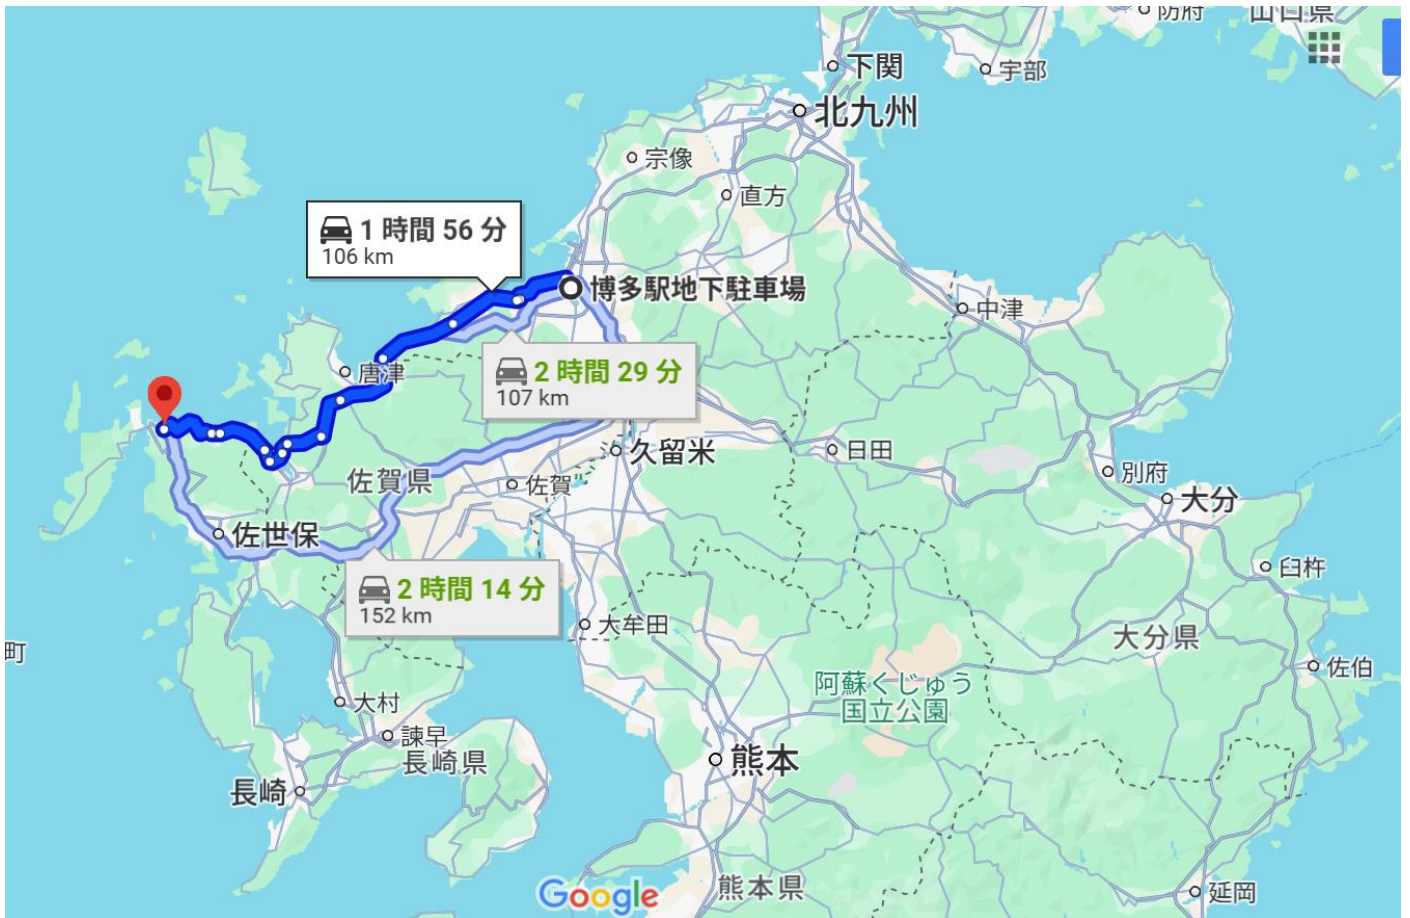 防府
山口県
下関
宇部
北九州
宗像
直方
1 時間 56 分
106 km
博多駅地下駐車場
中津
2 時間 29 分
107 km
唐津
久留米
日田
別府
佐賀県
佐賀
大分
佐世保
臼杵
2 時間 14 分
152 km
大牟田
大分県
町
佐伯
阿蘇くじゅう
国立公園
大村
諫早
長崎県
熊本
長崎
Google
熊本県
延岡